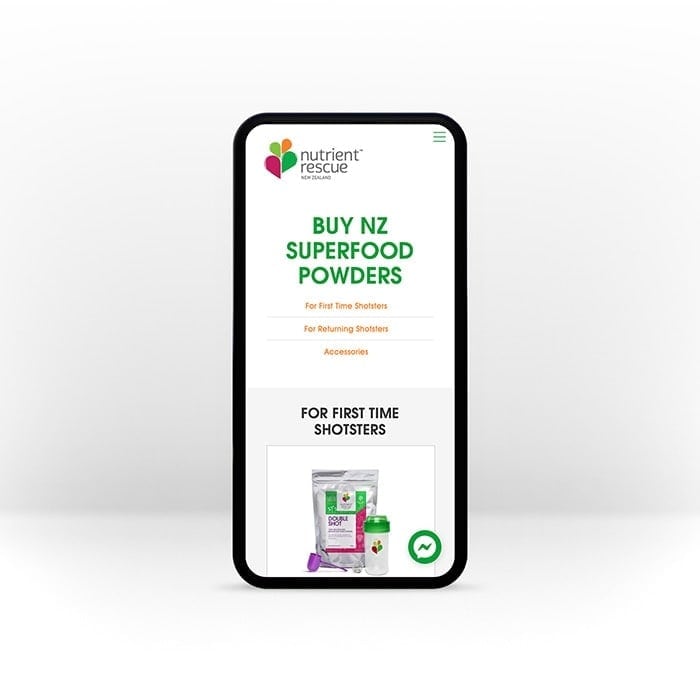 nutrient™
rescue
NEW ZEALAND
BUY NZ
SUPERFOOD
POWDERS
For First Time Shotsters
For Returning Shotsters
Accessories
FOR FIRST TIME
SHOTSTERS
DOUBLE
SHOT